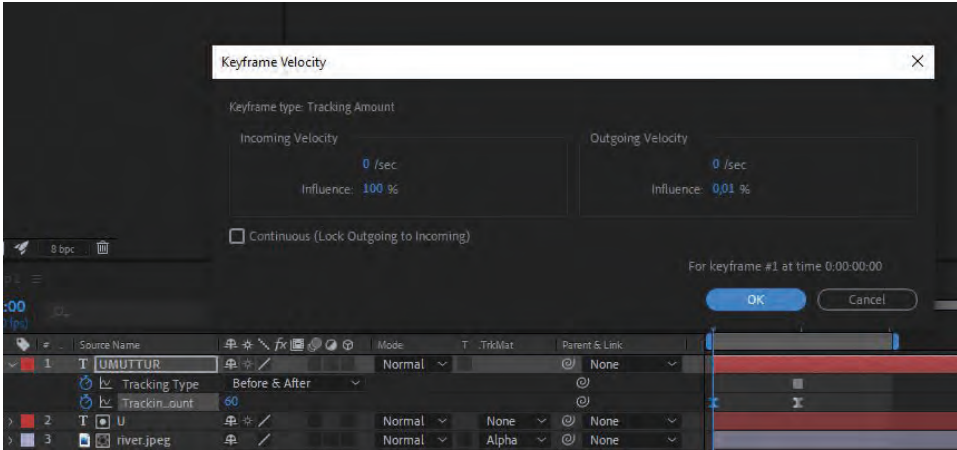 Keyframe Velocity
Keyframe type: Tracking Amount
Incoming Velocity
Outgoing Velocity
0 /sec
0 /sec
Influence: 100 %
Influence: 0,01 %
Continuous (Lock Outgoing to Incoming)
8 bpc
For keyframe #1 at time 0:00:00:00
OK
Cancel
:00
fps)
# Source Name fx Mode T .TrkMat Parent & Link
1 T UMUTTUR Normal None
Tracking Type Before & After
Trackin...ount 60
2 T U Normal None None
3 river.jpeg Normal Alpha None